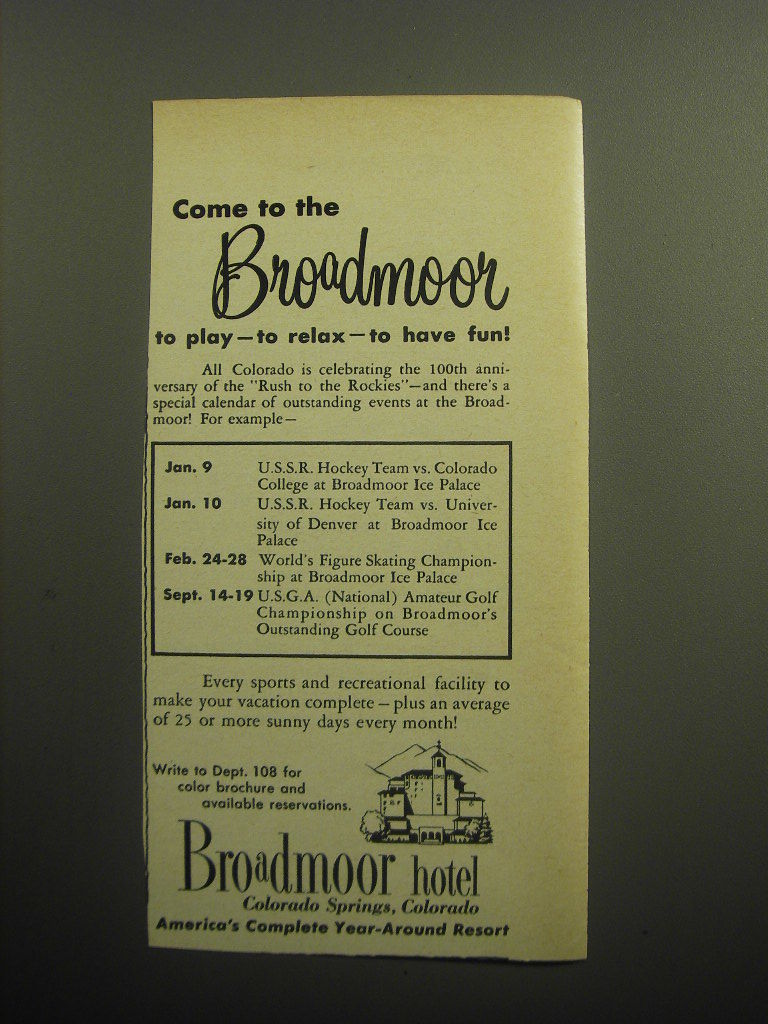 Come to the
Broadmoor
to play—to relax—to have fun!
All Colorado is celebrating the 100th anni-
versary of the "Rush to the Rockies"—and there's a
special calendar of outstanding events at the Broad-
moor! For example—
Jan. 9 U.S.S.R. Hockey Team vs. Colorado
College at Broadmoor Ice Palace
Jan. 10 U.S.S.R. Hockey Team vs. Univer-
sity of Denver at Broadmoor Ice
Palace
Feb. 24-28 World's Figure Skating Champion-
ship at Broadmoor Ice Palace
Sept. 14-19 U.S.G.A. (National) Amateur Golf
Championship on Broadmoor's
Outstanding Golf Course
Every sports and recreational facility to
make your vacation complete—plus an average
of 25 or more sunny days every month!
Write to Dept. 108 for
color brochure and
available reservations.
Broadmoor hotel
Colorado Springs, Colorado
America's Complete Year-Around Resort